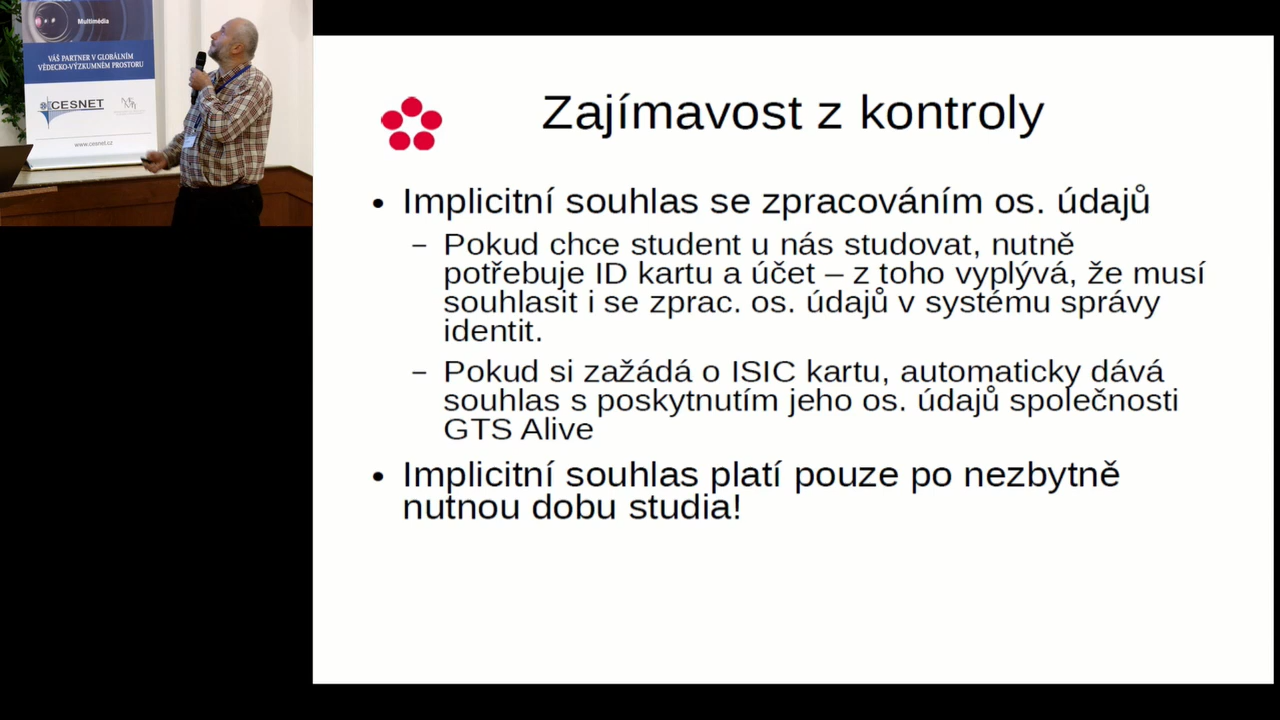 Multimédia
VÁŠ PARTNER V GLOBÁLNÍM
VĚDECKO-VÝZKUMNÉM PROSTORU
CESNET
www.cesnet.cz
Zajímavost z kontroly
• Implicitní souhlas se zpracováním os. údajů
– Pokud chce student u nás studovat, nutně
potřebuje ID kartu a účet – z toho vyplývá, že musí
souhlasit i se zprac. os. údajů v systému správy
identit.
– Pokud si zažádá o ISIC kartu, automaticky dává
souhlas s poskytnutím jeho os. údajů společnosti
GTS Alive
• Implicitní souhlas platí pouze po nezbytně
nutnou dobu studia!